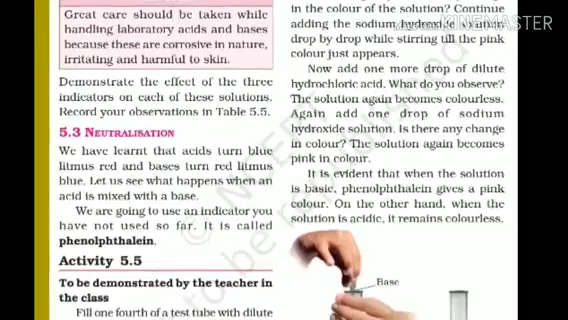 Great care should be taken while
handling laboratory acids and bases
because these are corrosive in nature,
irritating and harmful to skin.
Demonstrate the effect of the three
indicators on each of these solutions.
Record your observations in Table 5.5.
5.3 NEUTRALISATION
We have learnt that acids turn blue
litmus red and bases turn red litmus
blue. Let us see what happens when an
acid is mixed with a base.
We are going to use an indicator you
have not used so far. It is called
phenolphthalein.
Activity 5.5
To be demonstrated by the teacher in
the class
Fill one fourth of a test tube with dilute
in the colour of the solution? Continue
adding the sodium hydroxide solution
drop by drop while stirring till the pink
colour just appears.
Now add one more drop of dilute
hydrochloric acid. What do you observe?
The solution again becomes colourless.
Again add one drop of sodium
hydroxide solution. Is there any change
in colour? The solution again becomes
pink in colour.
It is evident that when the solution
is basic, phenolphthalein gives a pink
colour. On the other hand, when the
solution is acidic, it remains colourless.
Base
KINEMASTER
© NCERT
to be re